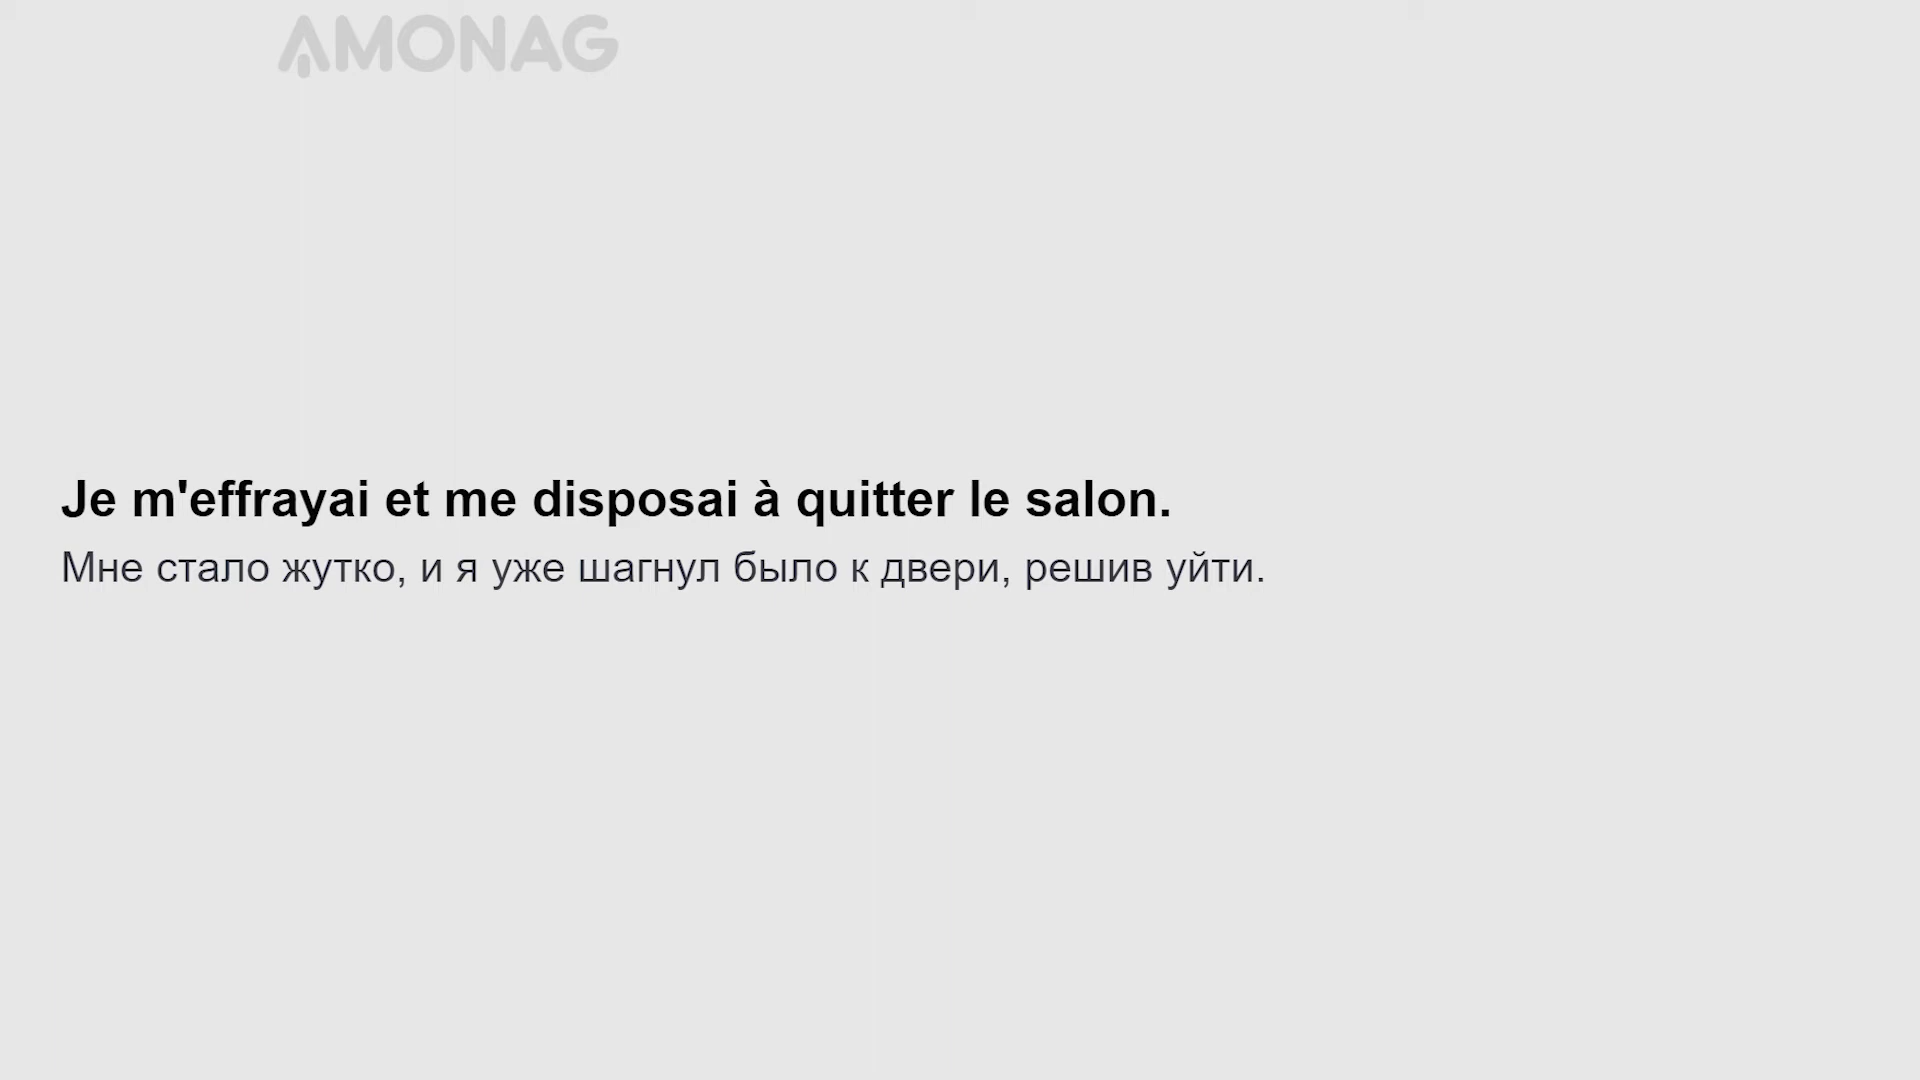 AMONAG
Je m'effrayai et me disposai à quitter le salon.
Мне стало жутко, и я уже шагнул было к двери, решив уйти.